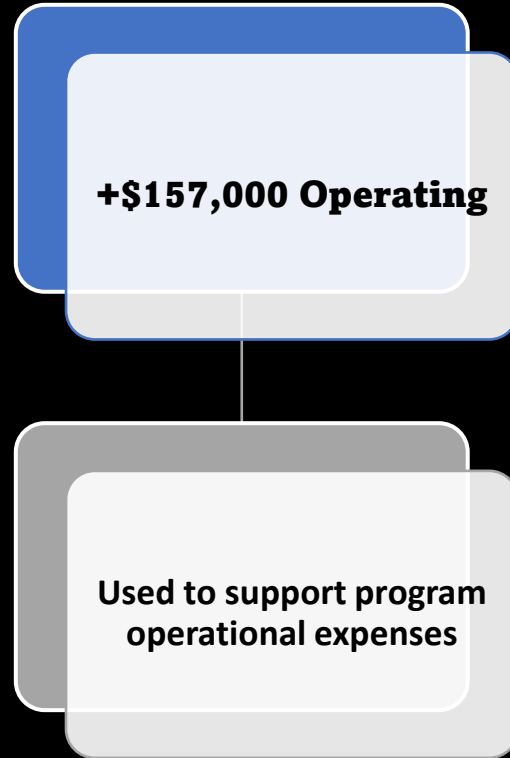 +$157,000 Operating
Used to support program
operational expenses